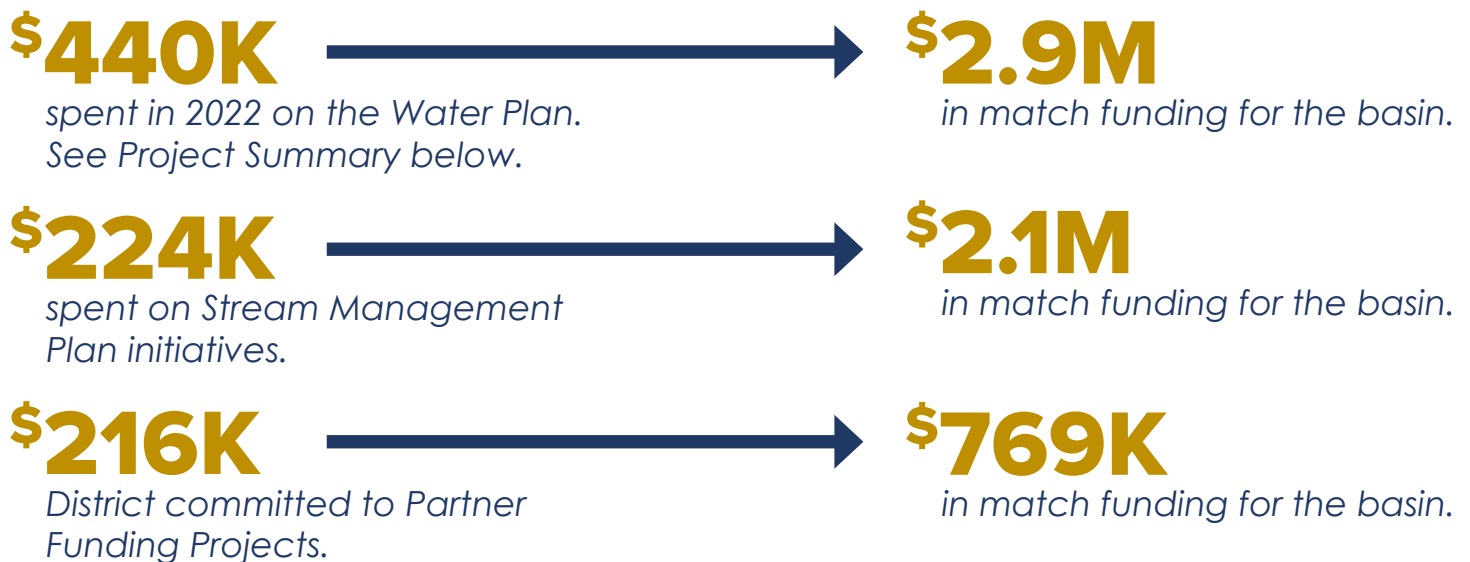 $440K
spent in 2022 on the Water Plan.
See Project Summary below.
$2.9M
in match funding for the basin.
$224K
spent on Stream Management
Plan initiatives.
$2.1M
in match funding for the basin.
$216K
District committed to Partner
Funding Projects.
$769K
in match funding for the basin.